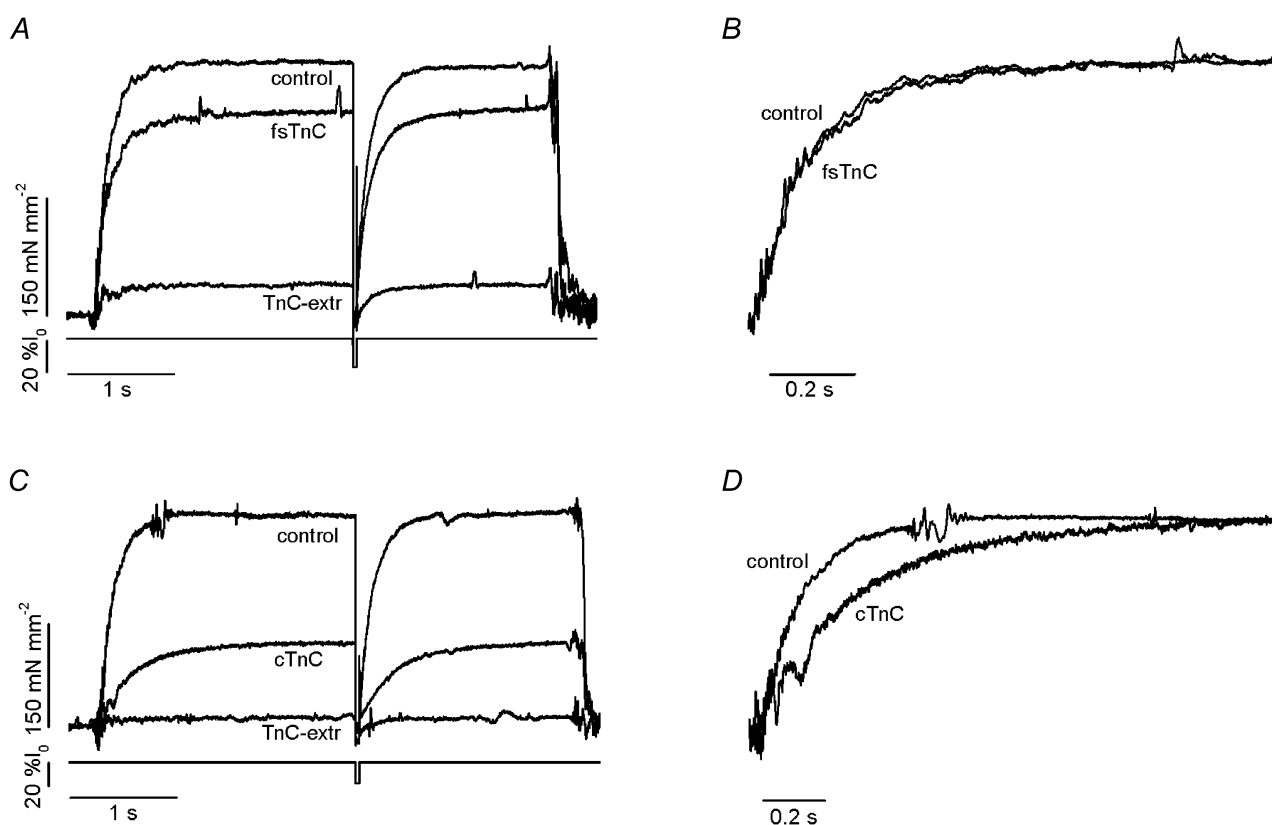 A
control
fsTnC
TnC-extr
150 mN mm-2
20 %l0
1 s
B
control
fsTnC
0.2 s
C
control
cTnC
TnC-extr
150 mN mm-2
20 %l0
1 s
D
control
cTnC
0.2 s